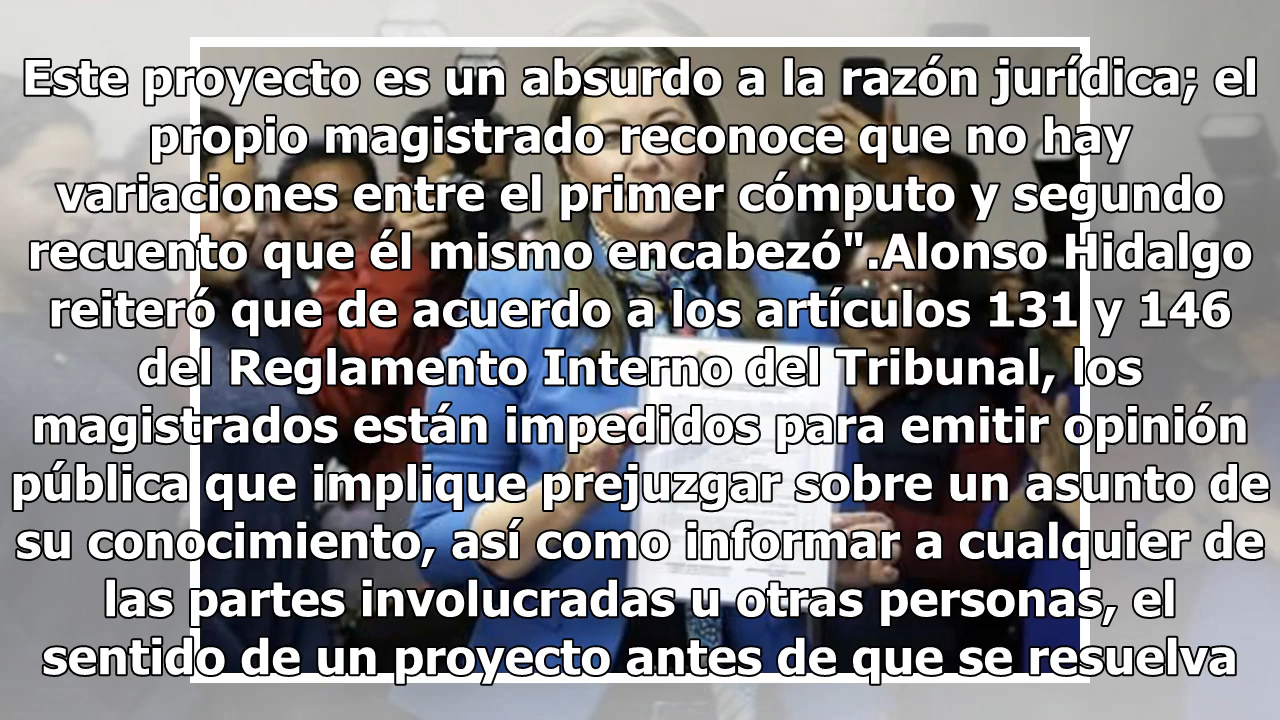 Este proyecto es un absurdo a la razón jurídica; el
propio magistrado reconoce que no hay
variaciones entre el primer cómputo y segundo
recuento que él mismo encabezó".Alonso Hidalgo
reiteró que de acuerdo a los artículos 131 y 146
del Reglamento Interno del Tribunal, los
magistrados están impedidos para emitir opinión
pública que implique prejuzgar sobre un asunto de
su conocimiento, así como informar a cualquier de
las partes involucradas u otras personas, el
sentido de un proyecto antes de que se resuelva